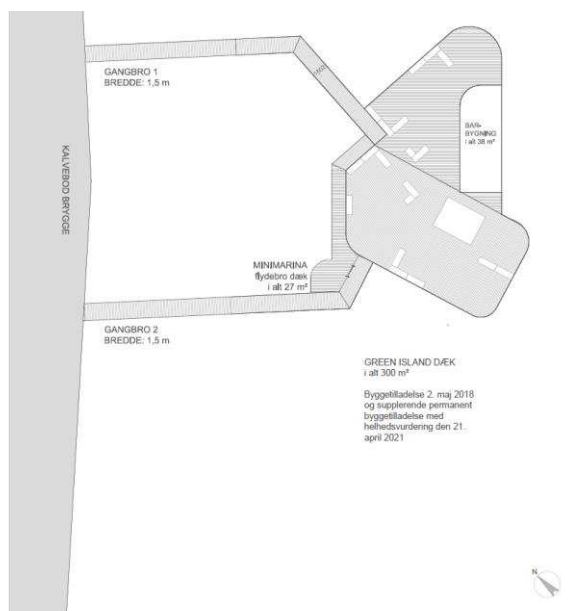 GANGBRO 1
BREDDE: 1,5 m
KALVEBOD BRYGGE
BAR-
BYGNING
i alt 38 m²
MINIMARINA
flydebro dæk
i alt 27 m²
GANGBRO 2
BREDDE: 1,5 m
GREEN ISLAND DÆK
i alt 300 m²
Byggetilladelse 2. maj 2018
og supplerende permanent
byggetilladelse med
helhedsvurdering den 21.
april 2021
N